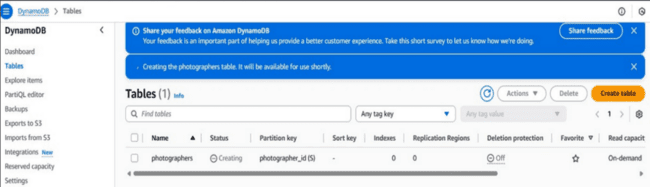 DynamoDB > Tables
DynamoDB
Dashboard
Tables
Explore items
PartiQL editor
Backups
Exports to S3
Imports from S3
Integrations New
Reserved capacity
Settings
Share your feedback on Amazon DynamoDB
Your feedback is an important part of helping us provide a better customer experience. Take this short survey to let us know how we're doing.
Share feedback
Creating the photographers table. It will be available for use shortly.
Tables (1) Info
Actions
Delete
Create table
Find tables
Any tag key
Any tag value
1
Name Status Partition key Sort key Indexes Replication Regions Deletion protection Favorite Read capacit
photographers Creating photographer_id (S) - 0 0 Off On-demand